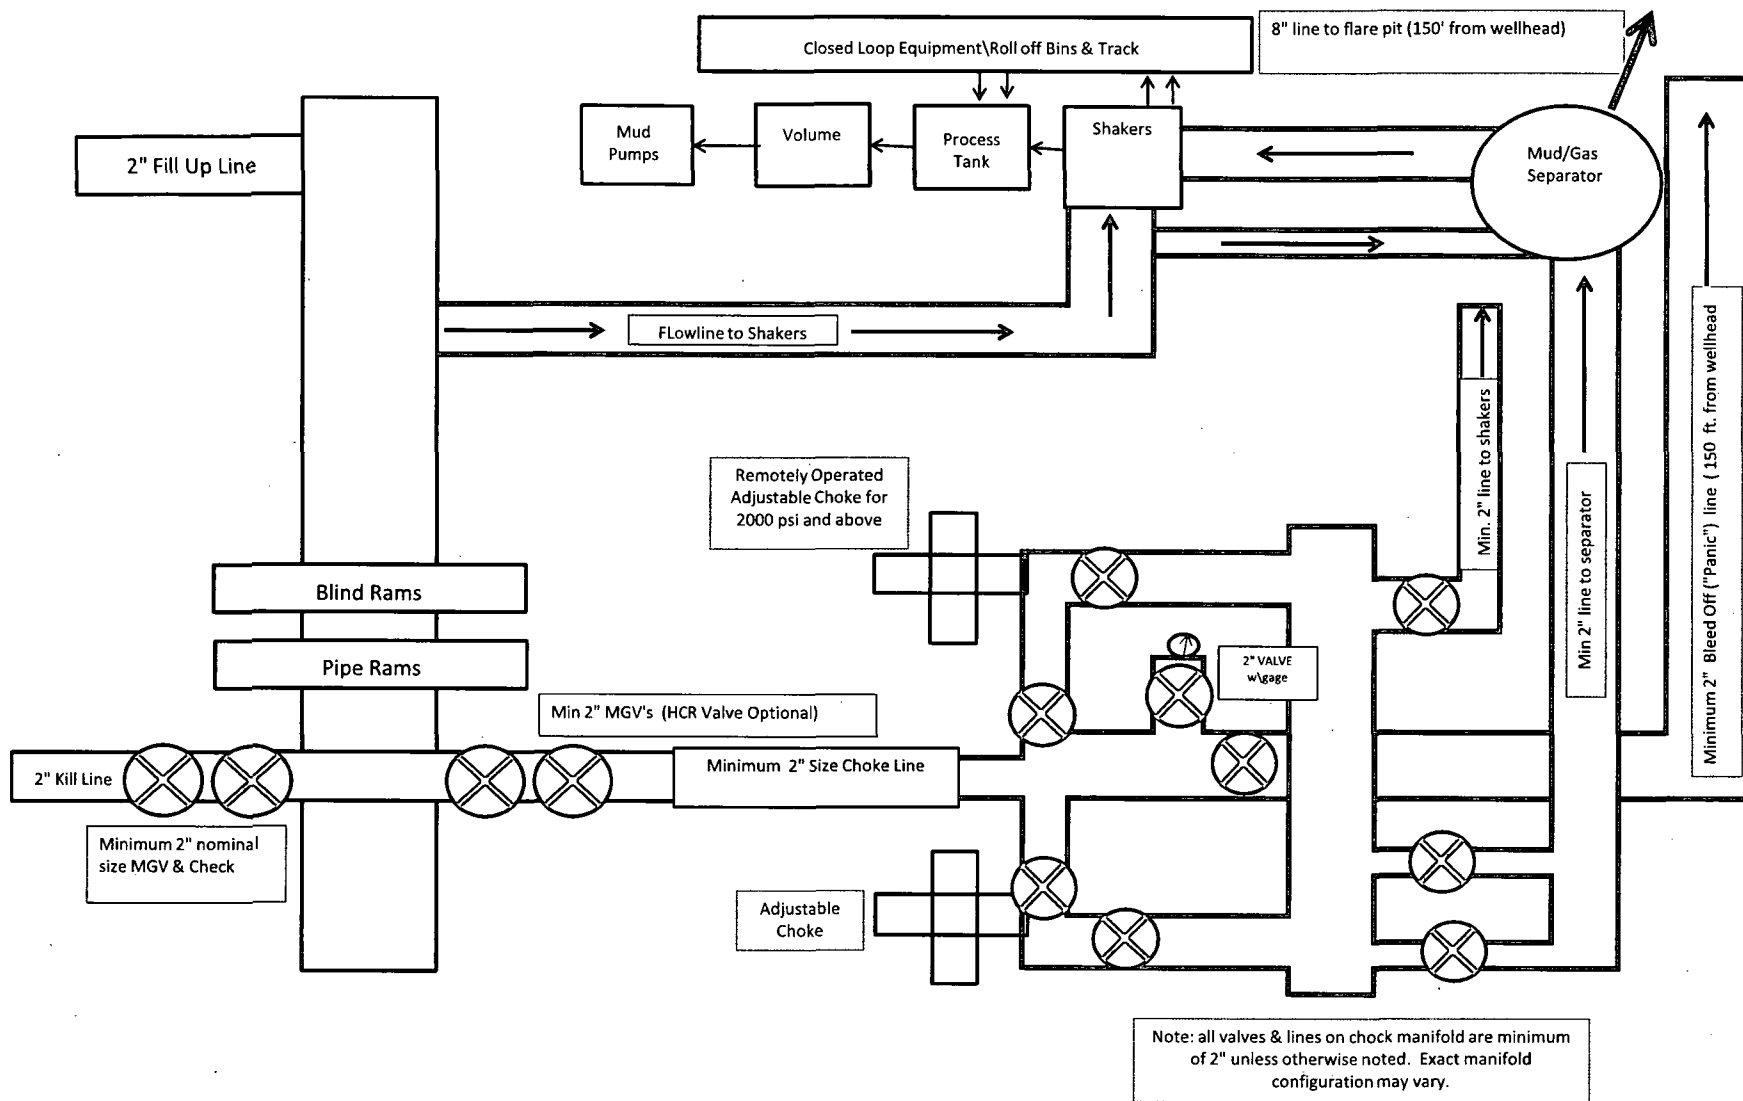 Closed Loop Equipment\Roll off Bins & Track
8" line to flare pit (150' from wellhead)
2" Fill Up Line
Mud
Pumps
Volume
Process
Tank
Shakers
Mud/Gas
Separator
FLowline to Shakers
Blind Rams
Pipe Rams
Remotely Operated
Adjustable Choke for
2000 psi and above
Min. 2" line to shakers
Min 2" line to separator
Minimum 2" Bleed Off ("Panic") line ( 150 ft. from wellhead
2" VALVE
w\gage
Min 2" MGV's (HCR Valve Optional)
2" Kill Line
Minimum 2" Size Choke Line
Minimum 2" nominal
size MGV & Check
Adjustable
Choke
Note: all valves & lines on chock manifold are minimum
of 2" unless otherwise noted. Exact manifold
configuration may vary.